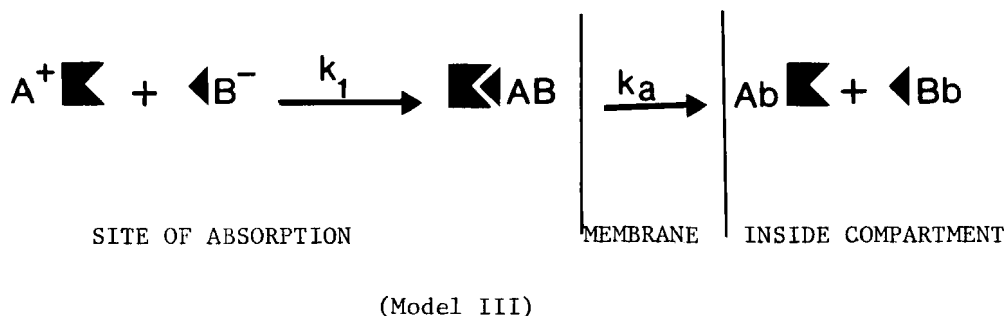 A+ + B- k1 AB ka Ab + Bb
SITE OF ABSORPTION MEMBRANE INSIDE COMPARTMENT
(Model III)